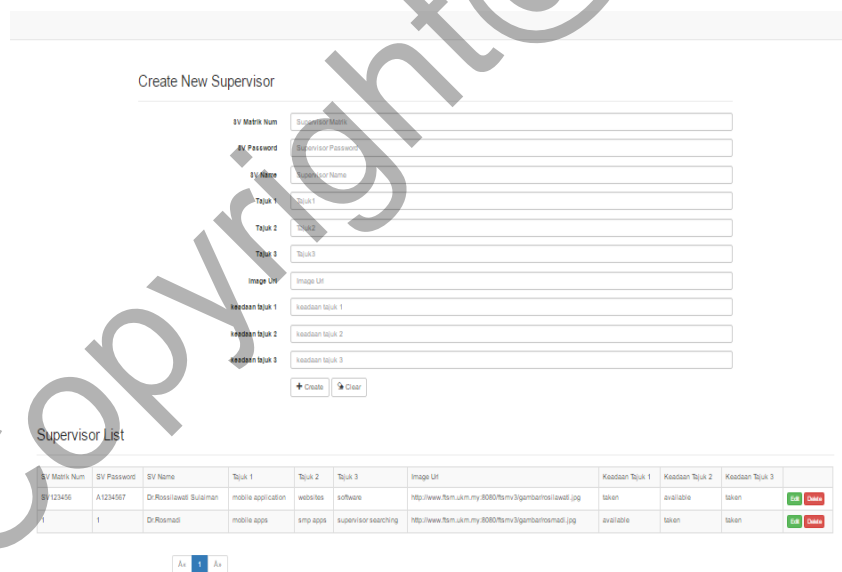 Copyright@
Create New Supervisor
SV Matrik Num Supervisor Matrik
SV Password Supervisor Password
SV Name Supervisor Name
Tajuk 1 Tajuk1
Tajuk 2 Tajuk2
Tajuk 3 Tajuk3
Image Url Image Url
keadaan tajuk 1 keadaan tajuk 1
keadaan tajuk 2 keadaan tajuk 2
keadaan tajuk 3 keadaan tajuk 3
+ Create Clear
Supervisor List
SV Matrik Num SV Password SV Name Tajuk 1 Tajuk 2 Tajuk 3 Image Url Keadaan Tajuk 1 Keadaan Tajuk 2 Keadaan Tajuk 3
SV123456 A1234567 Dr.Rossilawati Sulaiman mobile application websites software http://www.ftsm.ukm.my:8080/ftsmv3/gambar/rosilawati.jpg taken available taken Edit Delete
1 1 Dr.Rosmadi mobile apps smp apps supervisor searching http://www.ftsm.ukm.my:8080/ftsmv3/gambar/rosmadi.jpg available taken taken Edit Delete
1